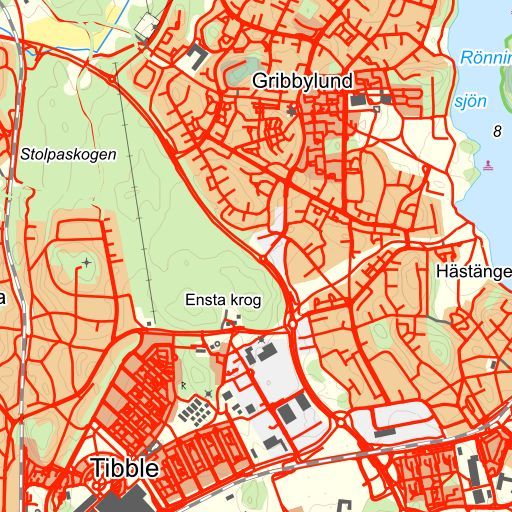 Rönnin
Gribbylund
sjön
8
Stolpaskogen
Hästänge
a
Ensta krog
R
Tibble